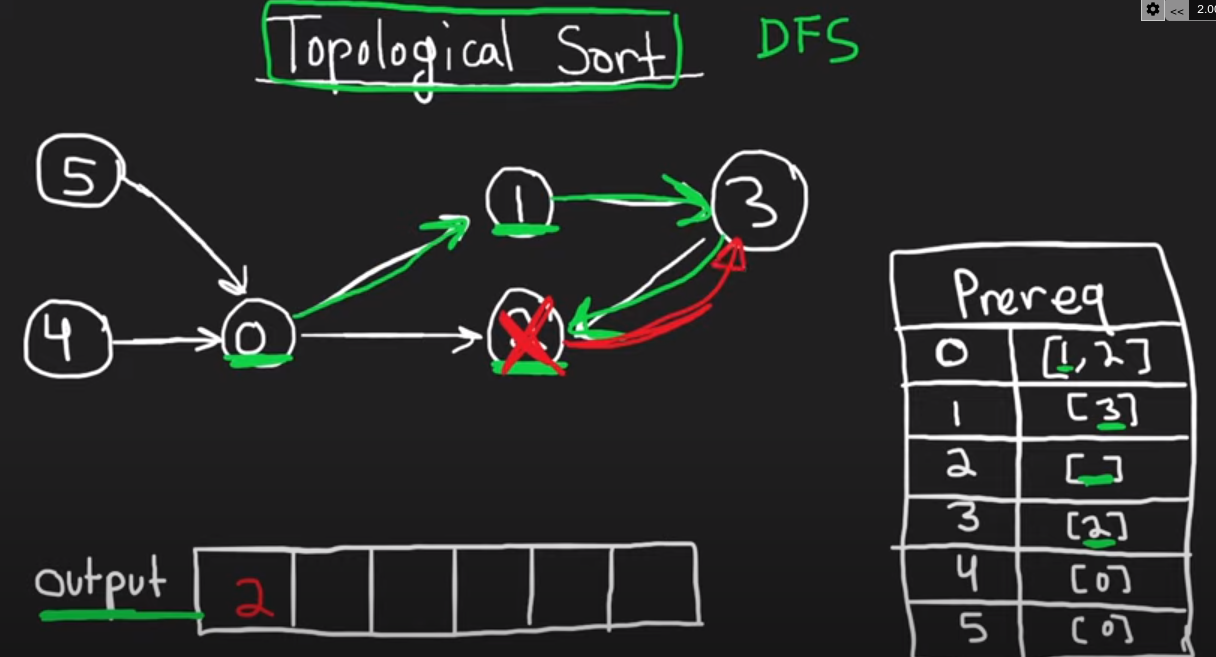 << 2.00
Topological Sort DFS
5
1
3
4
0
Prereq
0 [1, 2]
1 [3]
2 [ ]
3 [2]
4 [0]
5 [0]
output 2